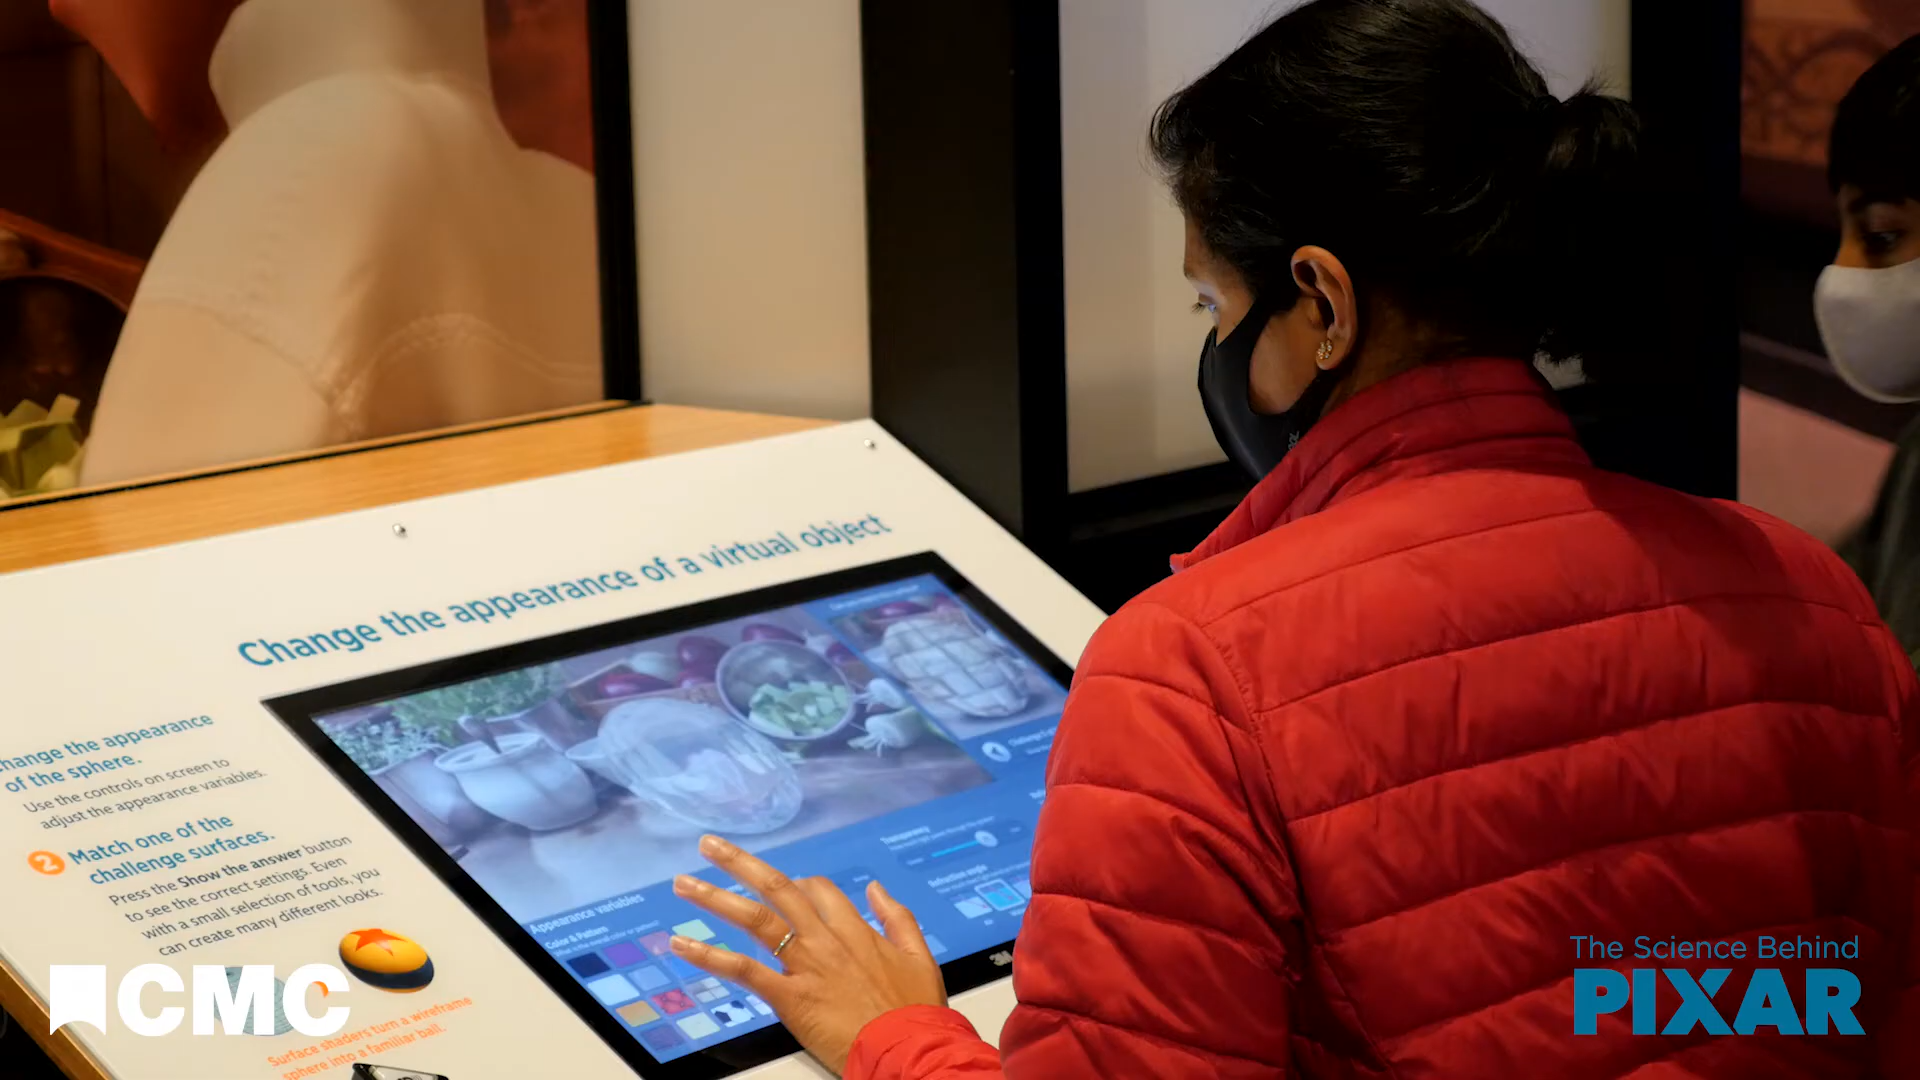 Change the appearance of a virtual object
Change the appearance
of the sphere.
Use the controls on screen to
adjust the appearance variables.
2 Match one of the
challenge surfaces.
Press the Show the answer button
to see the correct settings. Even
with a small selection of tools, you
can create many different looks.
Surface shaders turn a wireframe
sphere into a familiar ball.
Appearance variables
Color & Pattern
Transparency
Refraction angle
CMC
The Science Behind
PIXAR